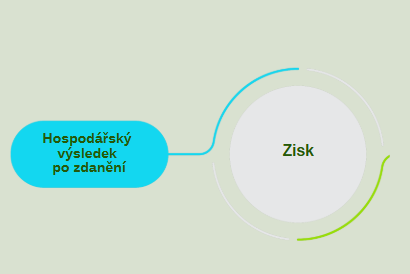 Hospodářský
výsledek
po zdanění
Zisk